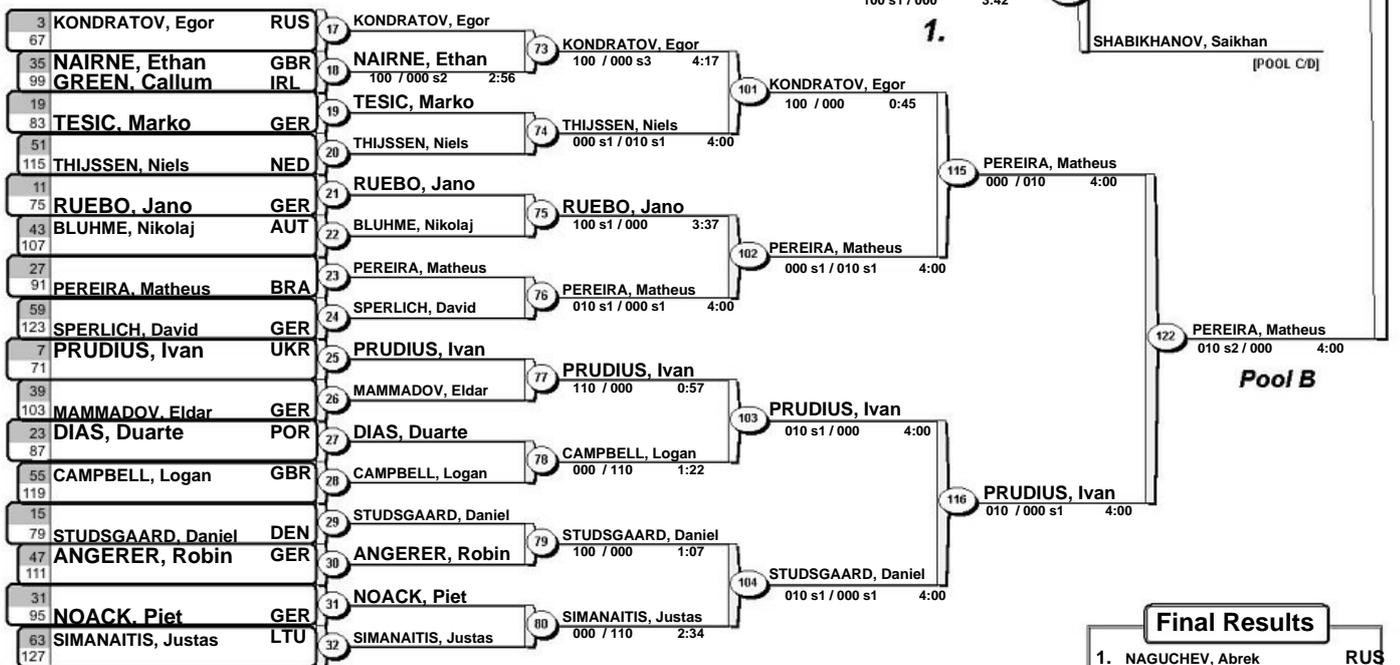 100 s1 / 000 3:42
1.
SHABIKHANOV, Saikhan
[POOL C/D]
3 KONDRATOV, Egor RUS
67
35 NAIRNE, Ethan GBR
99 GREEN, Callum IRL
19
83 TESIC, Marko GER
51
115 THIJSSEN, Niels NED
11
75 RUEBO, Jano GER
43 BLUHME, Nikolaj AUT
107
27
91 PEREIRA, Matheus BRA
59
123 SPERLICH, David GER
7 PRUDIUS, Ivan UKR
71
39
103 MAMMADOV, Eldar GER
23 DIAS, Duarte POR
87
55 CAMPBELL, Logan GBR
119
15
79 STUDSGAARD, Daniel DEN
47 ANGERER, Robin GER
111
31
95 NOACK, Piet GER
63 SIMANAITIS, Justas LTU
127
17 KONDRATOV, Egor
18 NAIRNE, Ethan
100 / 000 s2 2:56
19 TESIC, Marko
20 THIJSSEN, Niels
21 RUEBO, Jano
22 BLUHME, Nikolaj
23 PEREIRA, Matheus
24 SPERLICH, David
25 PRUDIUS, Ivan
26 MAMMADOV, Eldar
27 DIAS, Duarte
28 CAMPBELL, Logan
29 STUDSGAARD, Daniel
30 ANGERER, Robin
31 NOACK, Piet
32 SIMANAITIS, Justas
73 KONDRATOV, Egor
100 / 000 s3 4:17
74 THIJSSEN, Niels
000 s1 / 010 s1 4:00
75 RUEBO, Jano
100 s1 / 000 3:37
76 PEREIRA, Matheus
010 s1 / 000 s1 4:00
77 PRUDIUS, Ivan
110 / 000 0:57
78 CAMPBELL, Logan
000 / 110 1:22
79 STUDSGAARD, Daniel
100 / 000 1:07
80 SIMANAITIS, Justas
000 / 110 2:34
101 KONDRATOV, Egor
100 / 000 0:45
102 PEREIRA, Matheus
000 s1 / 010 s1 4:00
103 PRUDIUS, Ivan
010 s1 / 000 4:00
104 STUDSGAARD, Daniel
010 s1 / 000 s1 4:00
115 PEREIRA, Matheus
000 / 010 4:00
116 PRUDIUS, Ivan
010 / 000 s1 4:00
122 PEREIRA, Matheus
010 s2 / 000 4:00
Pool B
Final Results
1. NAGUCHEV, Abrek RUS